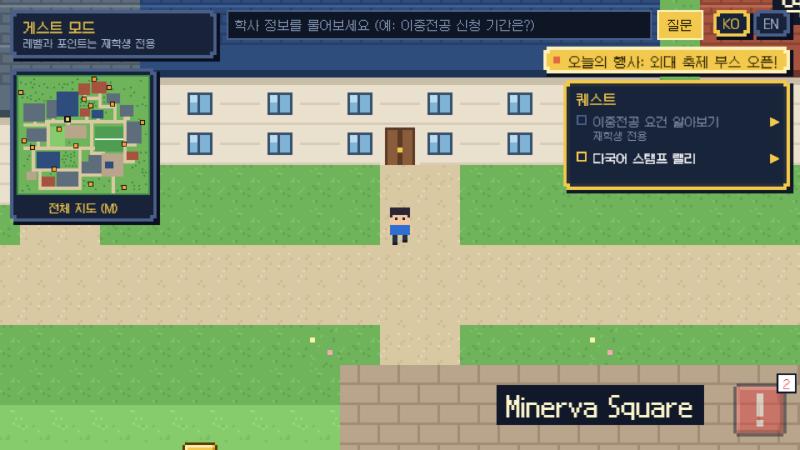 게스트 모드
레벨과 포인트는 재학생 전용
학사 정보를 물어보세요 (예: 이중전공 신청 기간은?)
질문
KO
EN
오늘의 행사: 외대 축제 부스 오픈!
퀘스트
이중전공 요건 알아보기
재학생 전용
다국어 스탬프 랠리
전체 지도 (M)
Minerva Square
2
!